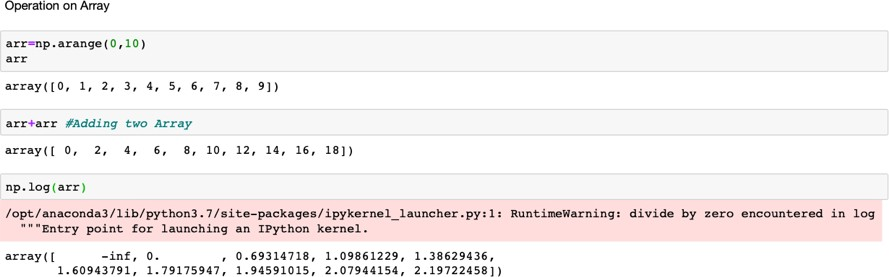 Operation on Array
arr=np.arange(0,10)
arr
array([0, 1, 2, 3, 4, 5, 6, 7, 8, 9])
arr+arr #Adding two Array
array([ 0,  2,  4,  6,  8, 10, 12, 14, 16, 18])
np.log(arr)
/opt/anaconda3/lib/python3.7/site-packages/ipykernel_launcher.py:1: RuntimeWarning: divide by zero encountered in log
  """Entry point for launching an IPython kernel.
array([      -inf, 0.        , 0.69314718, 1.09861229, 1.38629436,
       1.60943791, 1.79175947, 1.94591015, 2.07944154, 2.19722458])